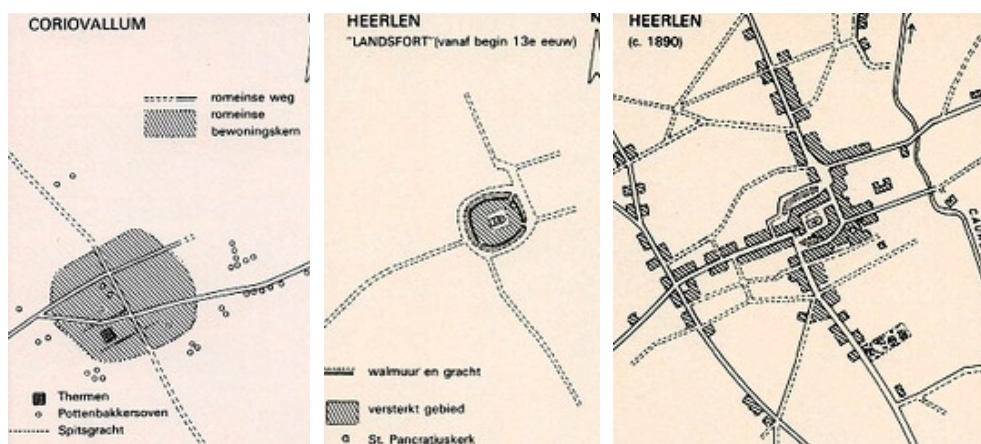 CORIOVALLUM
romeinse weg
romeinse
bewoningskern
Thermen
Pottenbakkersoven
Spitsgracht
HEERLEN
"LANDSFORT" (vanaf begin 13e eeuw)
N
walmuur en gracht
versterkt gebied
St. Pancratiuskerk
HEERLEN
(c. 1890)